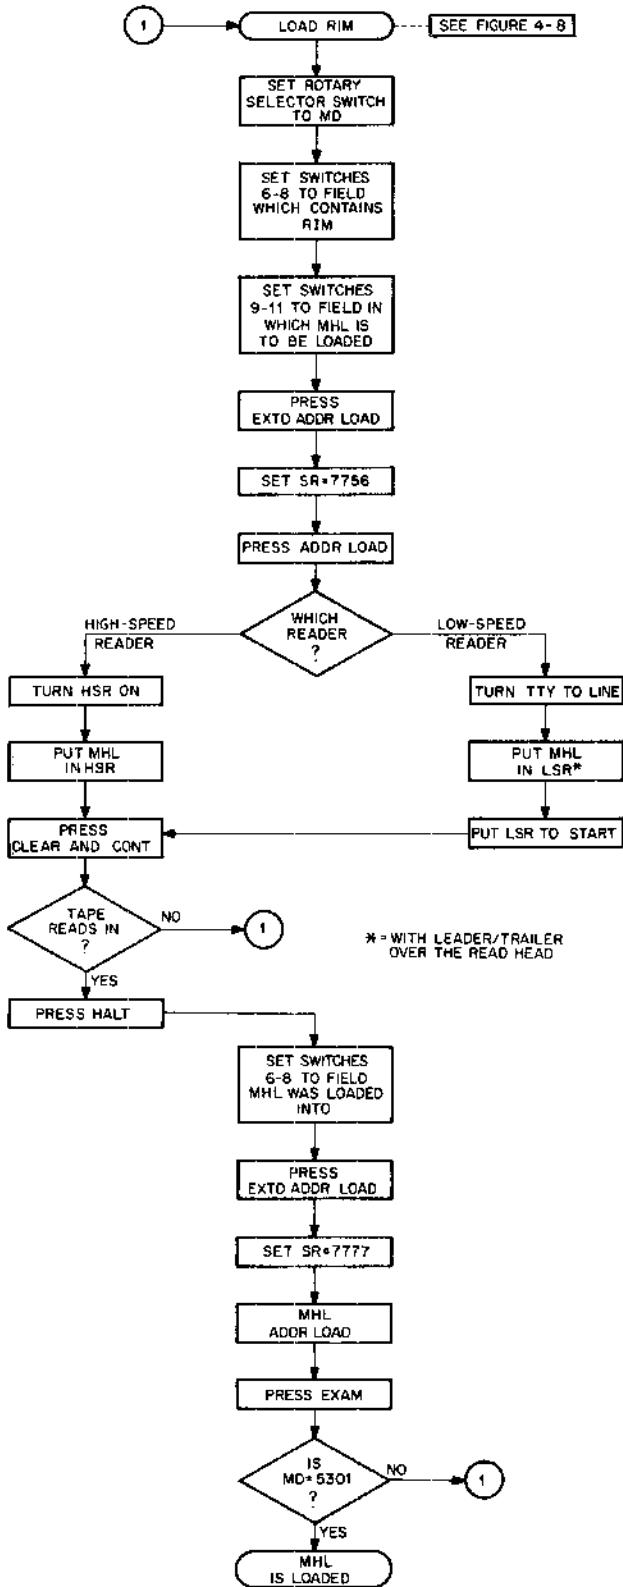 1
LOAD RIM
SEE FIGURE 4-8
SET ROTARY
SELECTOR SWITCH
TO MD
SET SWITCHES
6-8 TO FIELD
WHICH CONTAINS
RIM
SET SWITCHES
9-11 TO FIELD IN
WHICH MHL IS
TO BE LOADED
PRESS
EXTD ADDR LOAD
SET SR=7756
PRESS ADDR LOAD
WHICH
READER
?
HIGH-SPEED
READER
LOW-SPEED
READER
TURN HSR ON
TURN TTY TO LINE
PUT MHL
IN HSR
PUT MHL
IN LSR*
PRESS
CLEAR AND CONT
PUT LSR TO START
TAPE
READS IN
?
NO
1
YES
* = WITH LEADER/TRAILER
OVER THE READ HEAD
PRESS HALT
SET SWITCHES
6-8 TO FIELD
MHL WAS LOADED
INTO
PRESS
EXTD ADDR LOAD
SET SR=7777
MHL
ADDR LOAD
PRESS EXAM
IS
MD=5301
?
NO
1
YES
MHL
IS LOADED